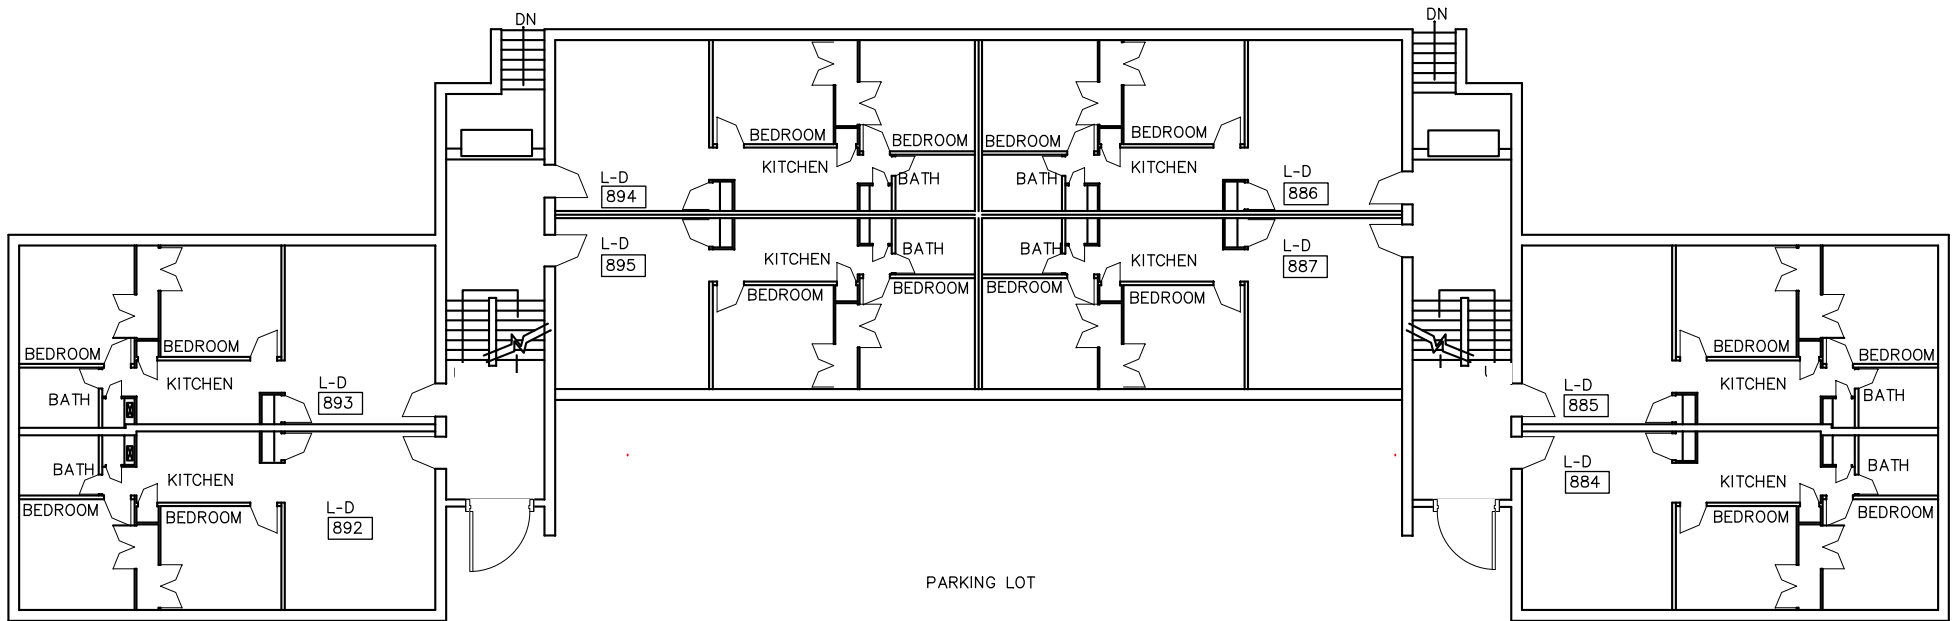 DN
DN
BEDROOM
BEDROOM
BEDROOM
BEDROOM
KITCHEN
KITCHEN
L-D
894
BATH
BATH
L-D
886
L-D
895
KITCHEN
BATH
BATH
KITCHEN
L-D
887
BEDROOM
BEDROOM
BEDROOM
BEDROOM
BEDROOM
BEDROOM
KITCHEN
L-D
893
BATH
BATH
KITCHEN
BEDROOM
BEDROOM
L-D
892
BEDROOM
BEDROOM
L-D
885
KITCHEN
BATH
L-D
884
KITCHEN
BATH
BEDROOM
BEDROOM
PARKING LOT